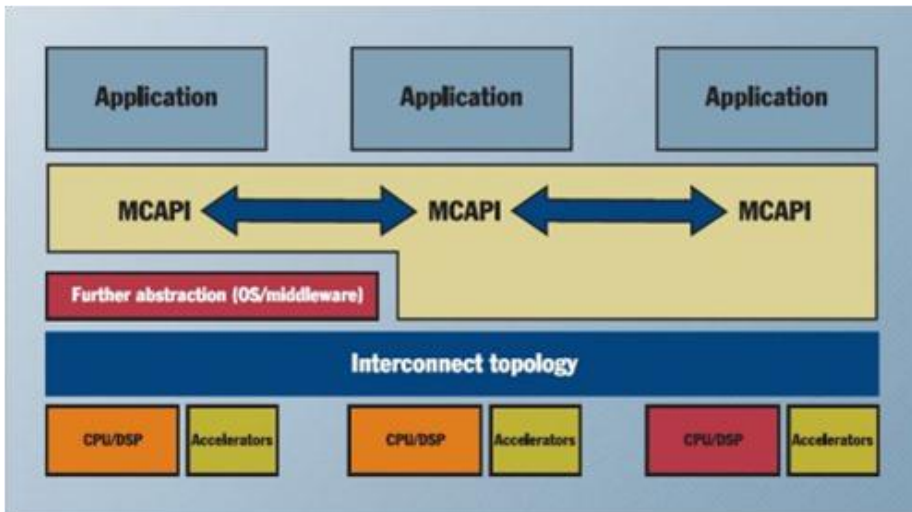 Application
Application
Application
MCAPI
MCAPI
MCAPI
Further abstraction (OS/middleware)
Interconnect topology
CPU/DSP
Accelerators
CPU/DSP
Accelerators
CPU/DSP
Accelerators